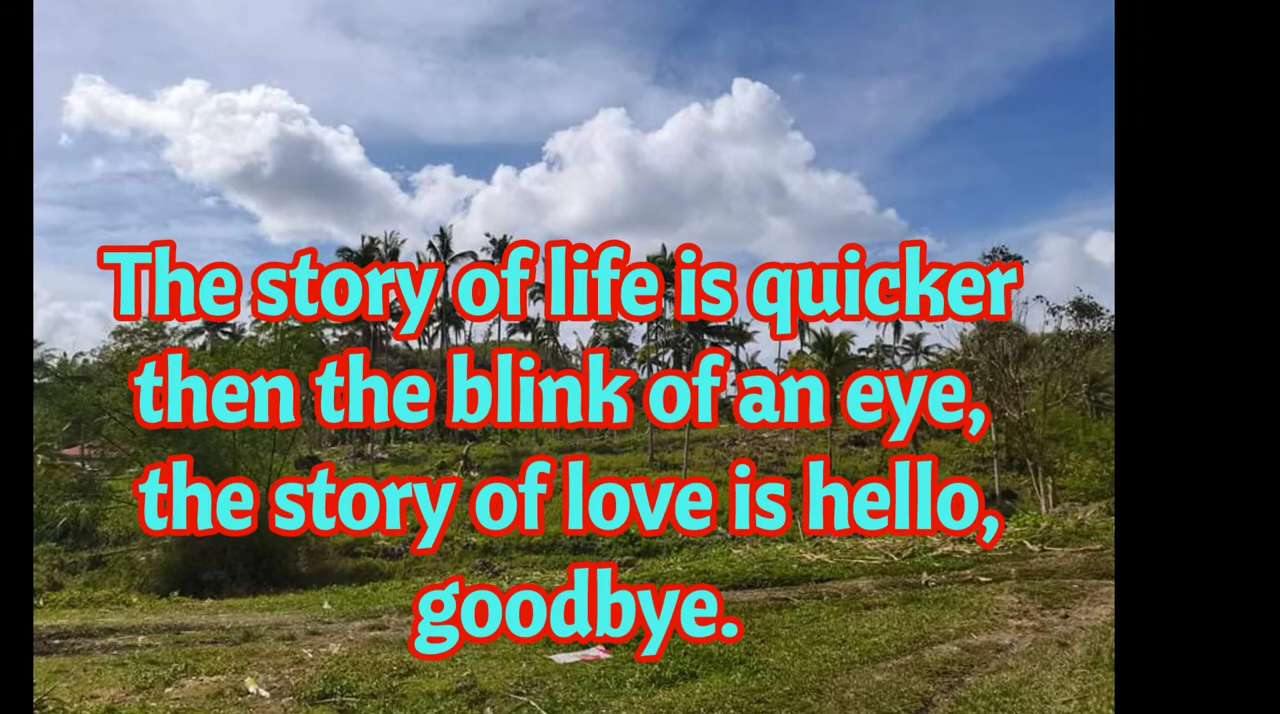 The story of life is quicker
then the blink of an eye,
the story of love is hello,
goodbye.